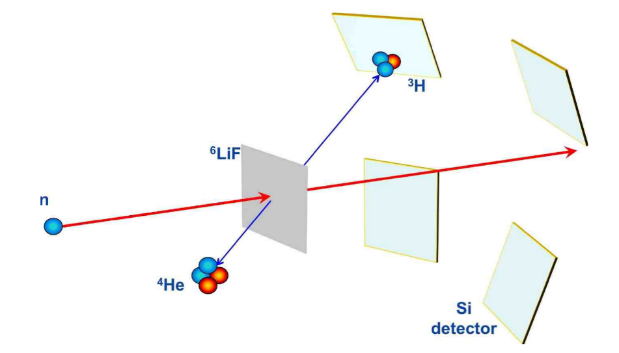 ³H
⁶LiF
n
⁴He
Si
detector